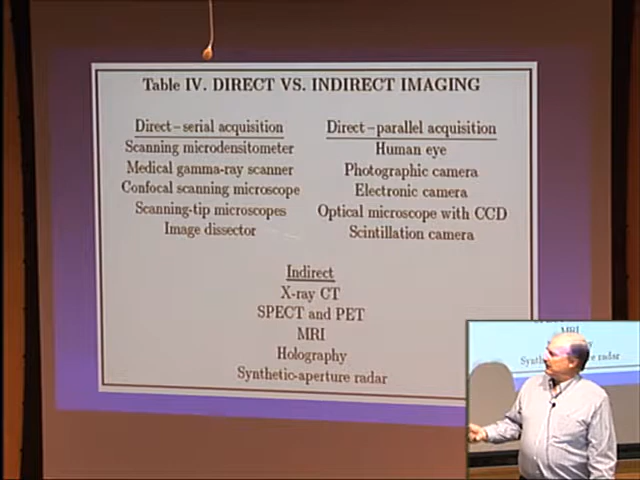 Table IV. DIRECT VS. INDIRECT IMAGING
Direct–serial acquisition
Scanning microdensitometer
Medical gamma-ray scanner
Confocal scanning microscope
Scanning-tip microscopes
Image dissector
Direct–parallel acquisition
Human eye
Photographic camera
Electronic camera
Optical microscope with CCD
Scintillation camera
Indirect
X-ray CT
SPECT and PET
MRI
Holography
Synthetic-aperture radar
MRI
radar